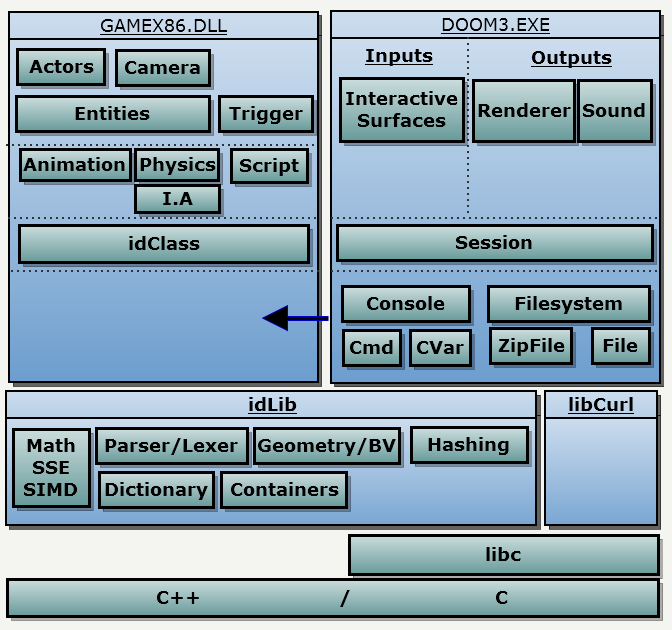 GAMEX86.DLL
Actors
Camera
Entities
Trigger
Animation
Physics
Script
I.A
idClass
DOOM3.EXE
Inputs
Outputs
Interactive
Surfaces
Renderer
Sound
Session
Console
Filesystem
Cmd
CVar
ZipFile
File
idLib
Math
SSE
SIMD
Parser/Lexer
Geometry/BV
Hashing
Dictionary
Containers
libCurl
libc
C++ / C